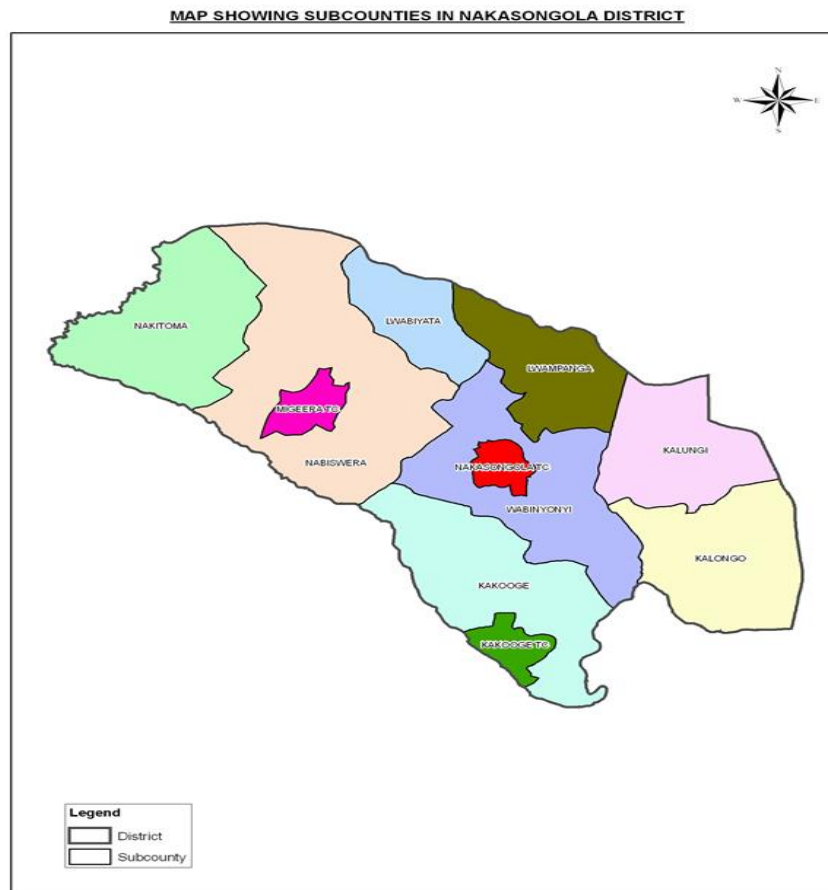 MAP SHOWING SUBCOUNTIES IN NAKASONGOLA DISTRICT
N
W E
S
NAKITOMA
LWABIYATA
LWAMPANGA
MIGEERA TC
KALUNGI
NABISWERA
NAKASONGOLA TC
WABINYONYI
KALONGO
KAKOOGE
KAKOOGE TC
Legend
District
Subcounty